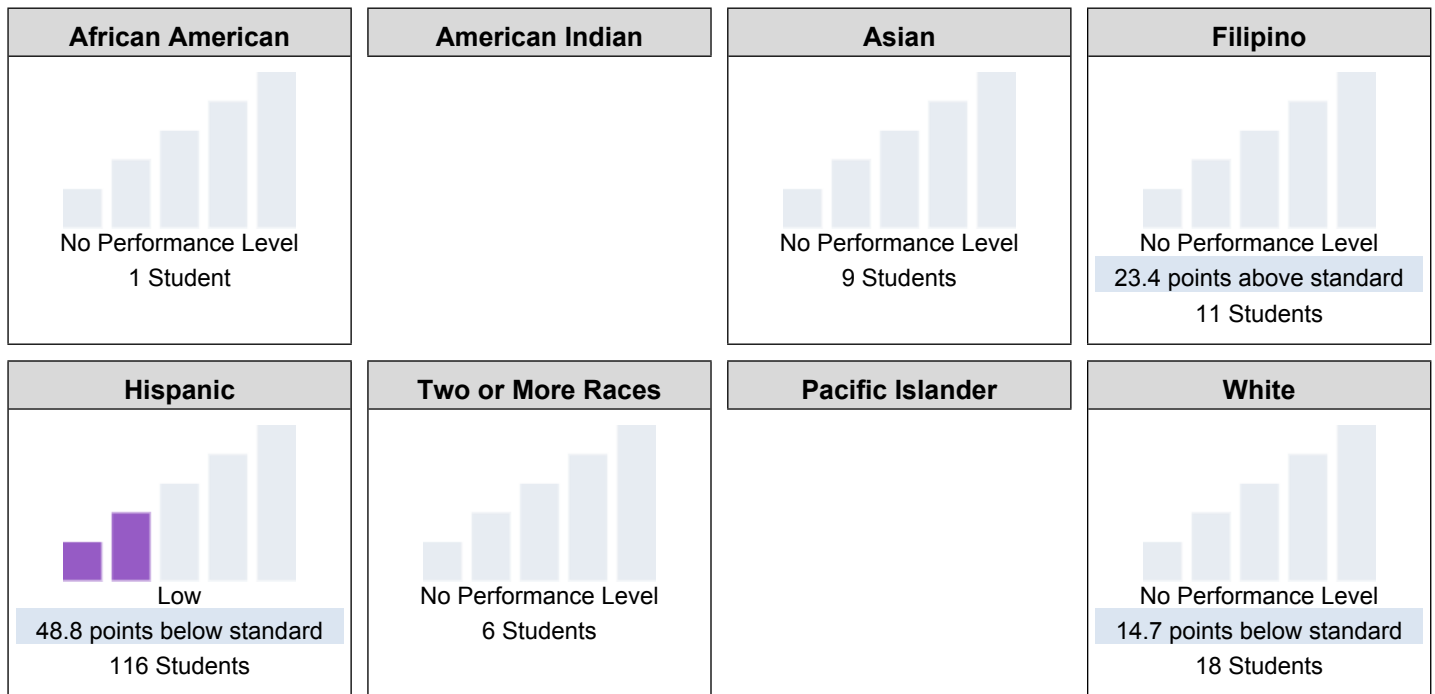 African American
No Performance Level
1 Student
American Indian
Asian
No Performance Level
9 Students
Filipino
No Performance Level
23.4 points above standard
11 Students
Hispanic
Low
48.8 points below standard
116 Students
Two or More Races
No Performance Level
6 Students
Pacific Islander
White
No Performance Level
14.7 points below standard
18 Students